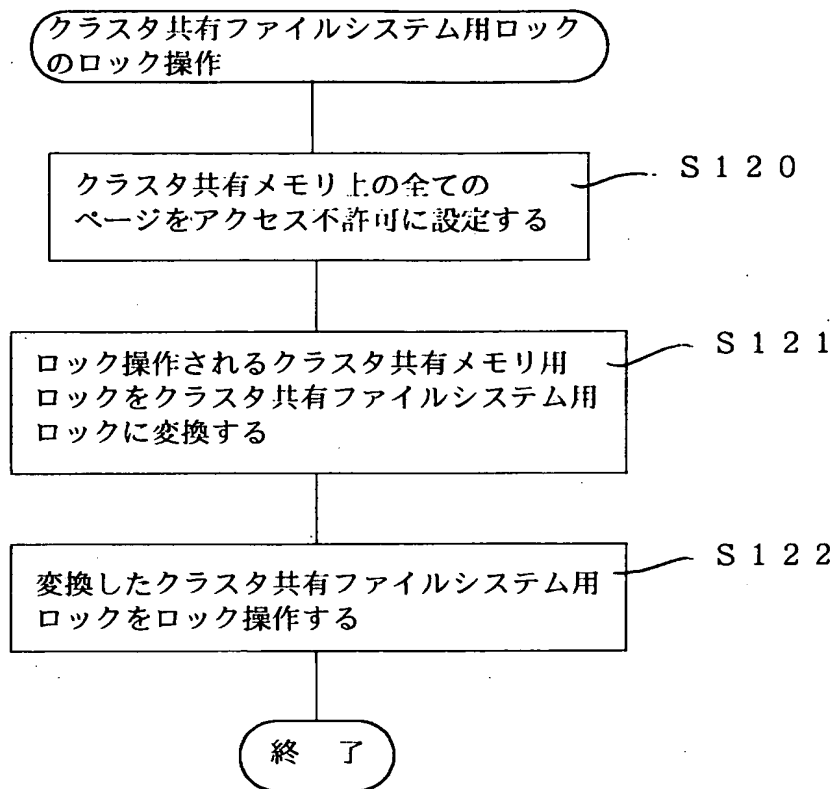 クラスタ共有ファイルシステム用ロック
のロック操作
クラスタ共有メモリ上の全ての
ページをアクセス不許可に設定する
S120
ロック操作されるクラスタ共有メモリ用
ロックをクラスタ共有ファイルシステム用
ロックに変換する
S121
変換したクラスタ共有ファイルシステム用
ロックをロック操作する
S122
終 了